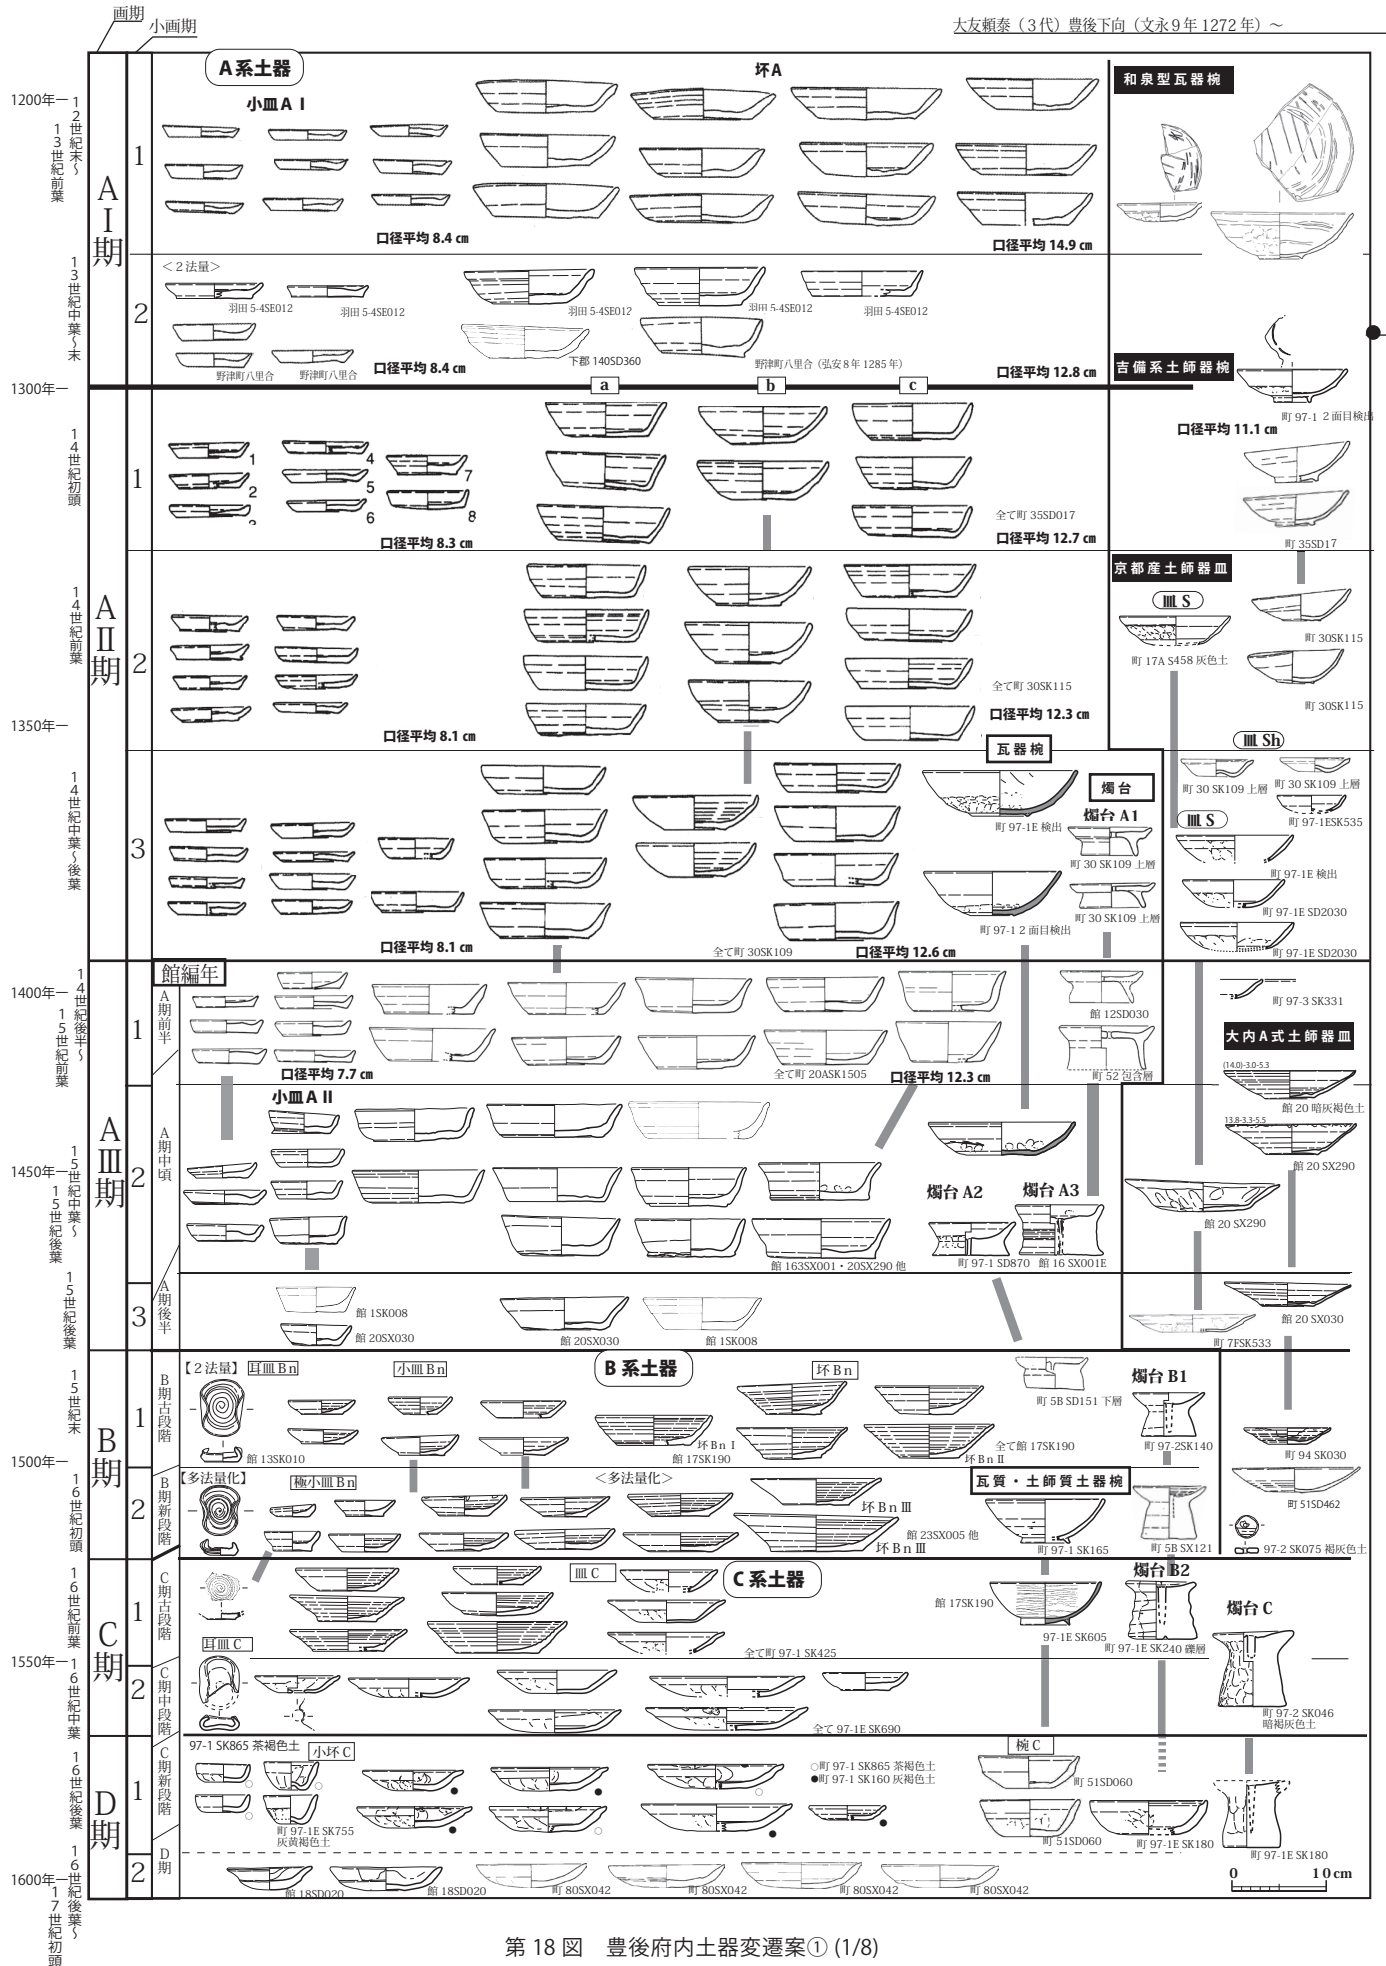 画期
小画期
大友頼泰（3代）豊後下向（文永9年1272年）～
1200年
12世紀末～
13世紀前葉
AⅠ期
1
A系土器
小皿AⅠ
坏A
和泉型瓦器椀
口径平均 8.4 ㎝
口径平均 14.9 ㎝
13世紀中葉～末
2
＜2法量＞
羽田 5-4SE012
羽田 5-4SE012
羽田 5-4SE012
羽田 5-4SE012
羽田 5-4SE012
野津町八里合
野津町八里合
口径平均 8.4 ㎝
下郡 140SD360
野津町八里合（弘安8年1285年）
口径平均 12.8 ㎝
吉備系土師器椀
町 97-1 2面目検出
口径平均 11.1 ㎝
1300年
a
b
c
14世紀初頭
AⅡ期
1
1
2
3
4
5
6
7
8
口径平均 8.3 ㎝
全て町 35SD017
口径平均 12.7 ㎝
町 35SD17
14世紀前葉
2
京都産土師器皿
皿 S
町 17A S458 灰色土
町 30SK115
町 30SK115
全て町 30SK115
口径平均 8.1 ㎝
口径平均 12.3 ㎝
1350年
14世紀中葉～後葉
3
瓦器椀
町 97-1E 検出
燭台
燭台 A1
町 30 SK109 上層
町 30 SK109 上層
町 97-1 2面目検出
皿 Sh
町 30 SK109 上層
町 30 SK109 上層
町 97-1ESK535
皿 S
町 97-1E 検出
町 97-1E SD2030
町 97-1E SD2030
口径平均 8.1 ㎝
全て町 30SK109
口径平均 12.6 ㎝
1400年
14世紀後半～
15世紀前葉
館編年
AⅢ期
1
A期前半
口径平均 7.7 ㎝
全て町 20ASK1505
口径平均 12.3 ㎝
館 12SD030
町 52 包含層
町 97-3 SK331
大内A式土師器皿
(14.0)-3.0-5.3
館 20 暗灰褐色土
13.8-3.3-5.5
館 20 SX290
小皿 A Ⅱ
1450年
15世紀中葉～
15世紀後葉
2
A期中頃
館 163SX001・20SX290 他
燭台 A2
燭台 A3
町 97-1 SD870
館 16 SX001E
館 20 SX290
15世紀後葉
3
A期後半
館 1SK008
館 20SX030
館 20SX030
館 1SK008
館 20 SX030
町 7FSK533
15世紀末
B期
1
B期古段階
【2法量】
耳皿Bn
小皿Bn
B系土器
坏Bn
館 13SK010
坏BnⅠ
館 17SK190
坏BnⅡ
全て館 17SK190
町 5B SD151 下層
燭台 B1
町 97-2SK140
町 94 SK030
1500年
16世紀初頭
2
B期新段階
【多法量化】
極小皿Bn
＜多法量化＞
坏BnⅢ
館 23SX005 他
坏BnⅢ
瓦質・土師質土器椀
町 97-1 SK165
町 5B SX121
町 51SD462
97-2 SK075 褐灰色土
16世紀前葉
C期
1
C期古段階
皿C
C系土器
全て町 97-1 SK425
館 17SK190
97-1E SK605
燭台 B2
町 97-1E SK240 礫層
燭台 C
耳皿C
1550年
16世紀中葉
2
C期中段階
全て 97-1E SK690
町 97-2 SK046
暗褐灰色土
16世紀後葉
D期
1
C期新段階
97-1 SK865 茶褐色土
小坏C
町 97-1E SK755
灰黄褐色土
○町 97-1 SK865 茶褐色土
●町 97-1 SK160 灰褐色土
椀C
町 51SD060
町 51SD060
町 97-1E SK180
町 97-1E SK180
1600年
16世紀後葉～
17世紀初頭
2
D期
館 18SD020
館 18SD020
町 80SX042
町 80SX042
町 80SX042
町 80SX042
0 10cm
第18図 豊後府内土器変遷案① (1/8)